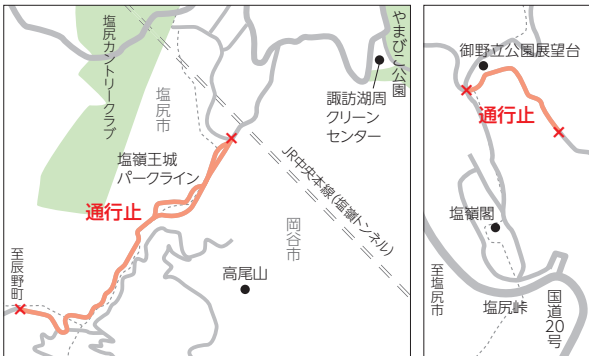 塩尻カントリークラブ
塩尻市
やまびこ公園
諏訪湖周
クリーン
センター
塩嶺王城
パークライン
JR中央本線(塩嶺トンネル)
通行止
岡谷市
至辰野町
高尾山
御野立公園展望台
通行止
塩嶺閣
至塩尻市
塩尻峠
国道20号